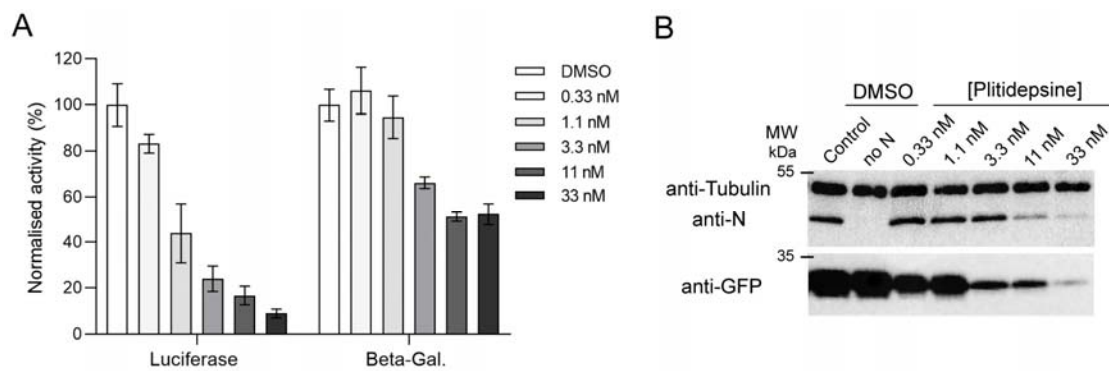 A
Normalised activity (%)
120
100
80
60
40
20
0
Luciferase
Beta-Gal.
DMSO
0.33 nM
1.1 nM
3.3 nM
11 nM
33 nM
B
DMSO
[Plitidepsine]
MW
kDa
Control
no N
0.33 nM
1.1 nM
3.3 nM
11 nM
33 nM
55
anti-Tubulin
anti-N
35
anti-GFP